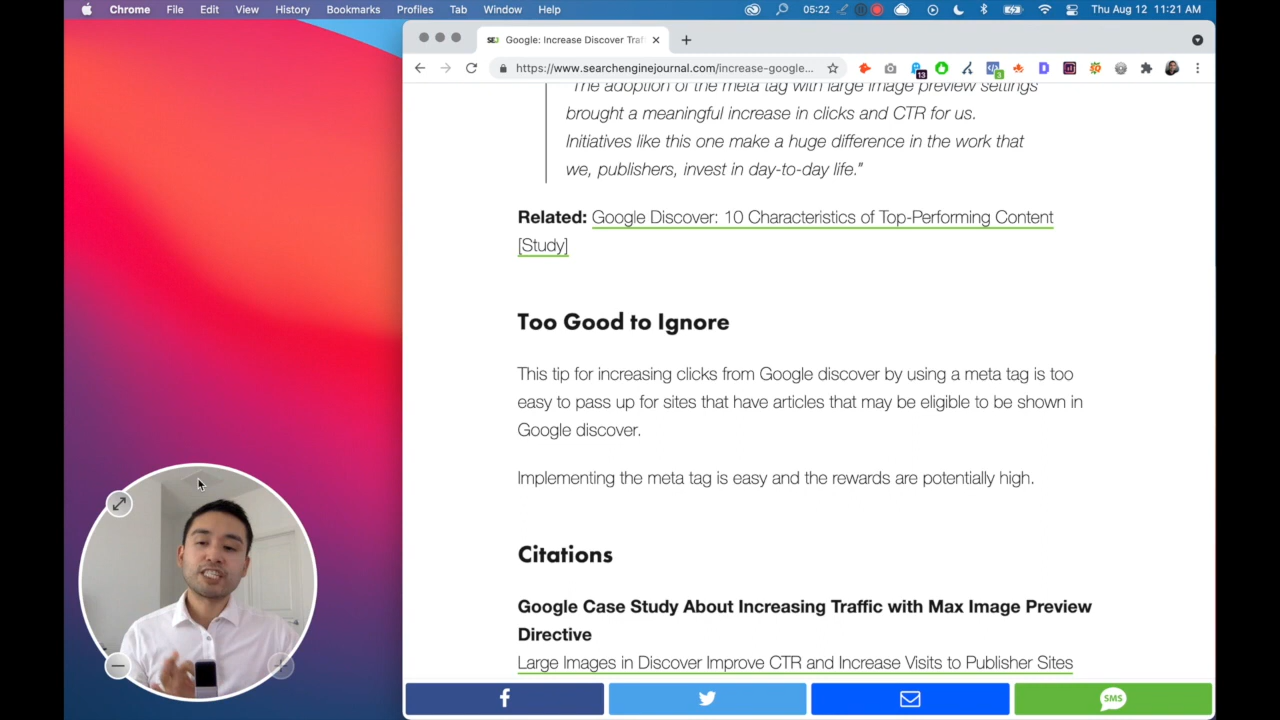 Chrome File Edit View History Bookmarks Profiles Tab Window Help 05:22 Thu Aug 12 11:21 AM
SEJ Google: Increase Discover Traf
https://www.searchenginejournal.com/increase-google...
13
3
D
"The adoption of the meta tag with large image preview settings
brought a meaningful increase in clicks and CTR for us.
Initiatives like this one make a huge difference in the work that
we, publishers, invest in day-to-day life."
Related: Google Discover: 10 Characteristics of Top-Performing Content
[Study]
Too Good to Ignore
This tip for increasing clicks from Google discover by using a meta tag is too
easy to pass up for sites that have articles that may be eligible to be shown in
Google discover.
Implementing the meta tag is easy and the rewards are potentially high.
Citations
Google Case Study About Increasing Traffic with Max Image Preview
Directive
Large Images in Discover Improve CTR and Increase Visits to Publisher Sites
SMS